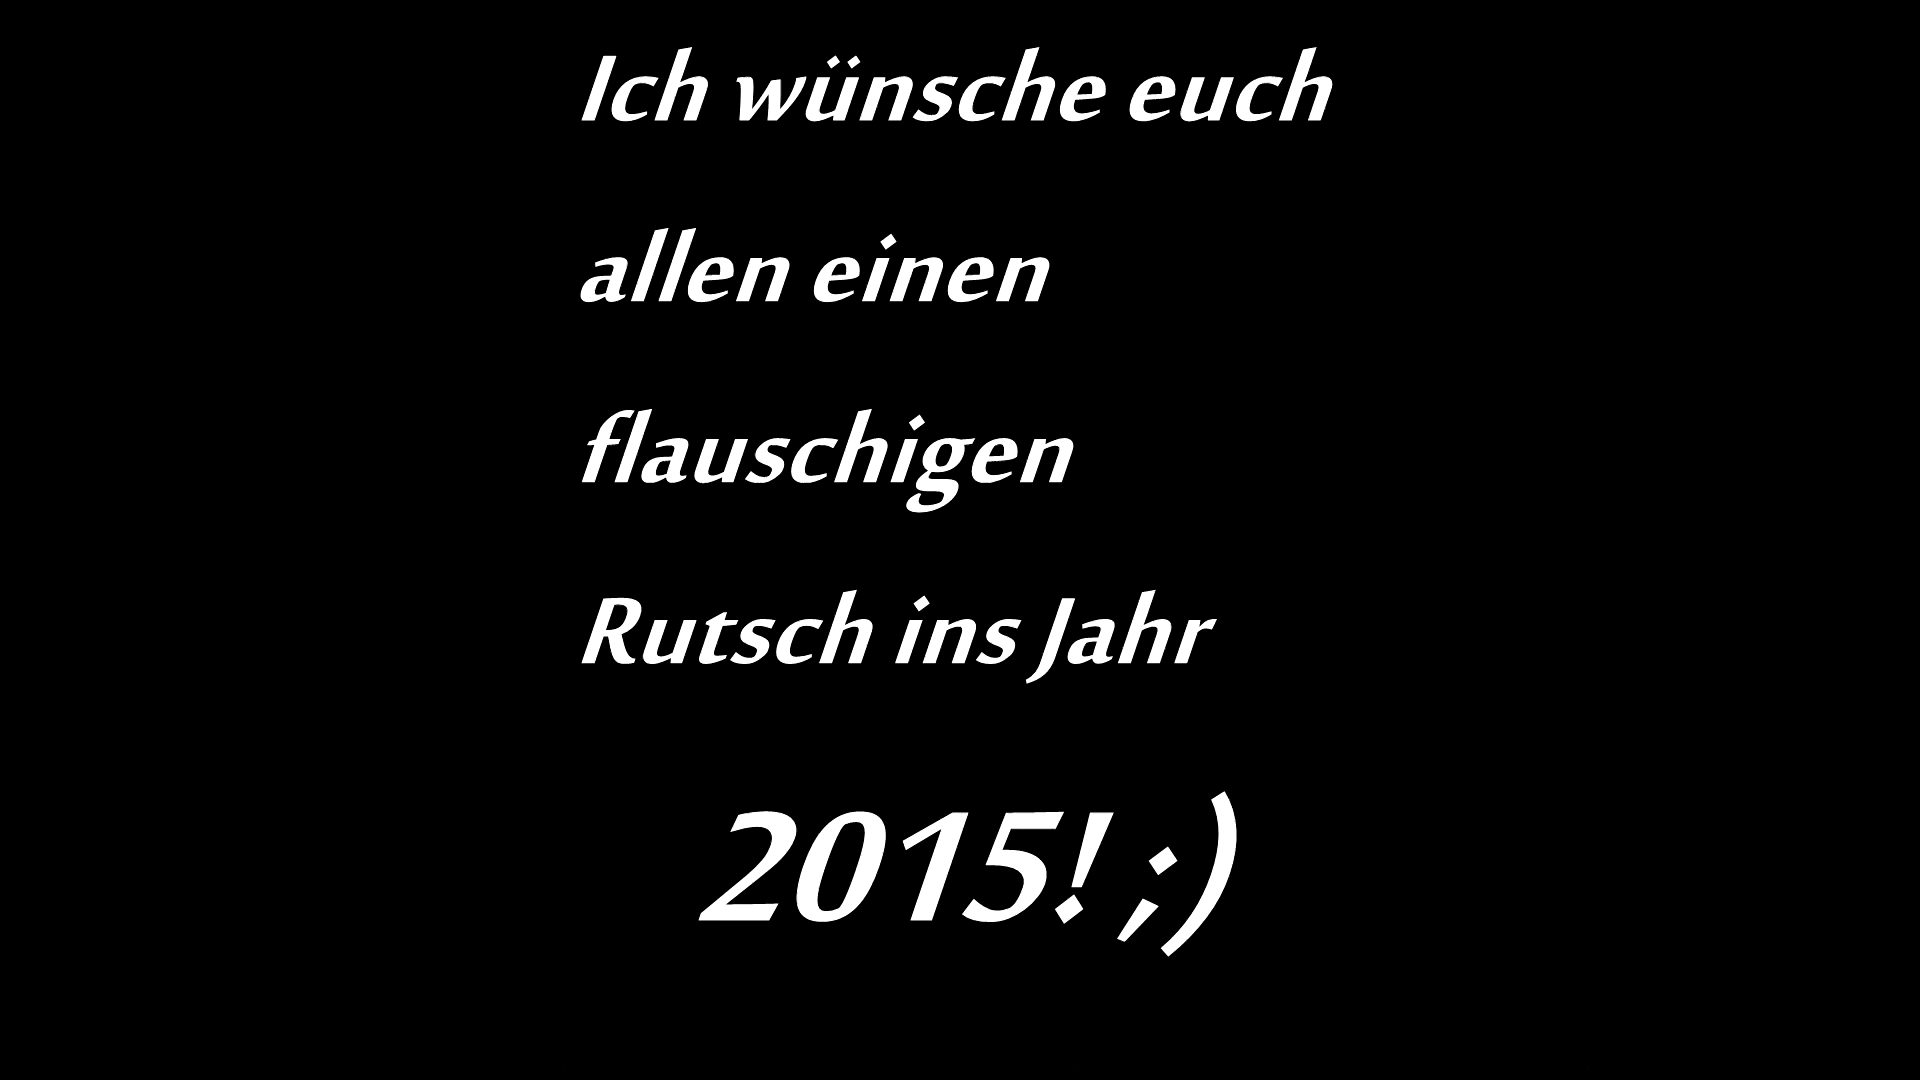 Ich wünsche euch
allen einen
flauschigen
Rutsch ins Jahr
2015! ;)